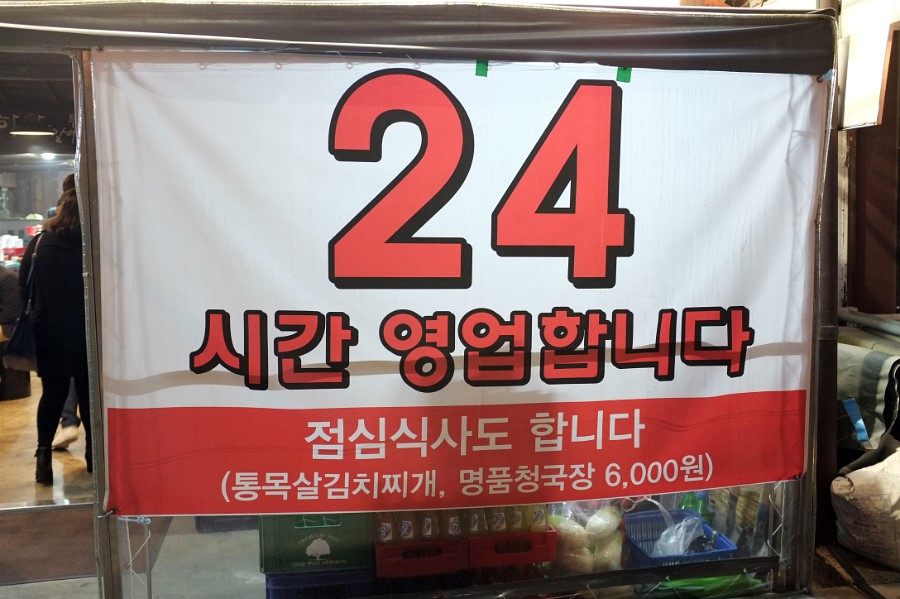 24
시간 영업합니다
점심식사도 합니다
(통목살김치찌개, 명품청국장 6,000원)